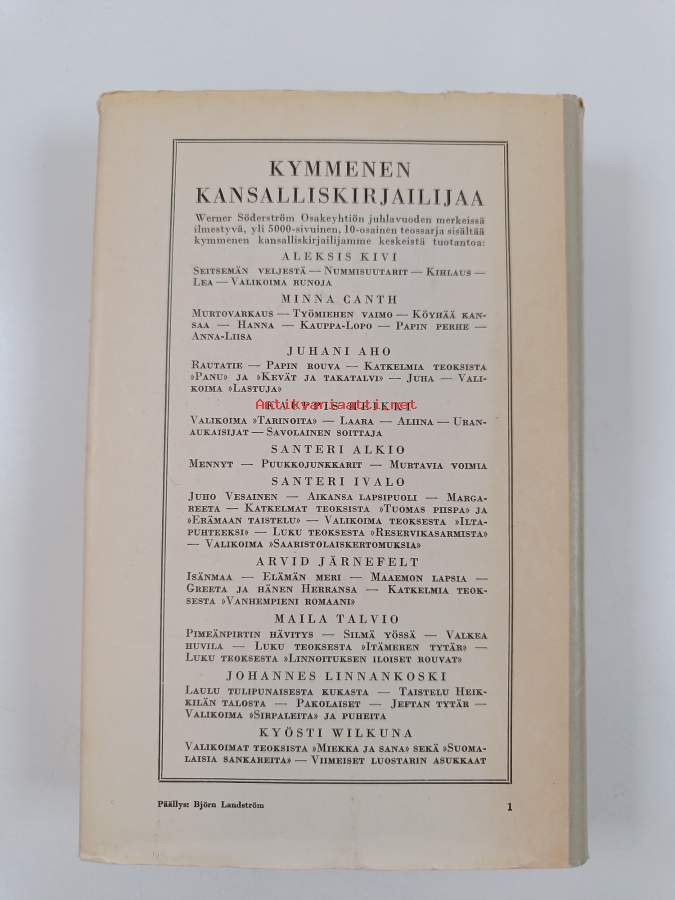 KYMMENEN
KANSALLISKIRJAILIJAA
Werner Söderström Osakeyhtiön juhlavuoden merkeissä
ilmestyvä, yli 5000-sivuinen, 10-osainen teossarja sisältää
kymmenen kansalliskirjailijamme keskeistä tuotantoa:
ALEKSIS KIVI
SEITSEMÄN VELJESTÄ — NUMMISUUTARIT — KIHLAUS —
LEA — VALIKOIMA RUNOJA
MINNA CANTH
MURTOVARKAUS — TYÖMIEHEN VAIMO — KÖYHÄÄ KAN-
SAA — HANNA — KAUPPA-LOPO — PAPIN PERHE —
ANNA-LIISA
JUHANI AHO
RAUTATIE — PAPIN ROUVA — KATKELMIA TEOKSISTA
»PANU» JA »KEVÄT JA TAKATALVI» — JUHA — VALI-
KOIMA »LASTUJA»
Antikvariaatti.net
KAUPPIS-HEIKKI
VALIKOIMA »TARINOITA» — LAARA — ALIINA — URAN-
AUKAISIJAT — SAVOLAINEN SOITTAJA
SANTERI ALKIO
MENNYT — PUUKKOJUNKKARIT — MURTAVIA VOIMIA
SANTERI IVALO
JUHO VESAINEN — AIKANSA LAPSIPUOLI — MARGA-
REETA — KATKELMAT TEOKSISTA »TUOMAS PIISPA» JA
»ERÄMAAN TAISTELU» — VALIKOIMA TEOKSESTA »ILTA-
PUHTEEKSI» — LUKU TEOKSESTA »RESERVIKASARMISTA»
— VALIKOIMA »SAARISTOLAISKERTOMUKSIA»
ARVID JÄRNEFELT
ISÄNMAA — ELÄMÄN MERI — MAAEMON LAPSIA —
GREETA JA HÄNEN HERRANSA — KATKELMIA TEOK-
SESTA »VANHEMPIENI ROMAANI»
MAILA TALVIO
PIMEÄNPIRTIN HÄVITYS — SILMÄ YÖSSÄ — VALKEA
HUVILA — LUKU TEOKSESTA »ITÄMEREN TYTÄR» —
LUKU TEOKSESTA »LINNOITUKSEN ILOISET ROUVAT»
JOHANNES LINNANKOSKI
LAULU TULIPUNAISESTA KUKASTA — TAISTELU HEIK-
KILÄN TALOSTA — PAKOLAISET — JEFTAN TYTÄR —
VALIKOIMA »SIRPALEITA» JA PUHEITA
KYÖSTI WILKUNA
VALIKOIMAT TEOKSISTA »MIEKKA JA SANA» SEKÄ »SUOMA-
LAISIA SANKAREITA» — VIIMEISET LUOSTARIN ASUKKAAT
Päällys: Björn Landström
1